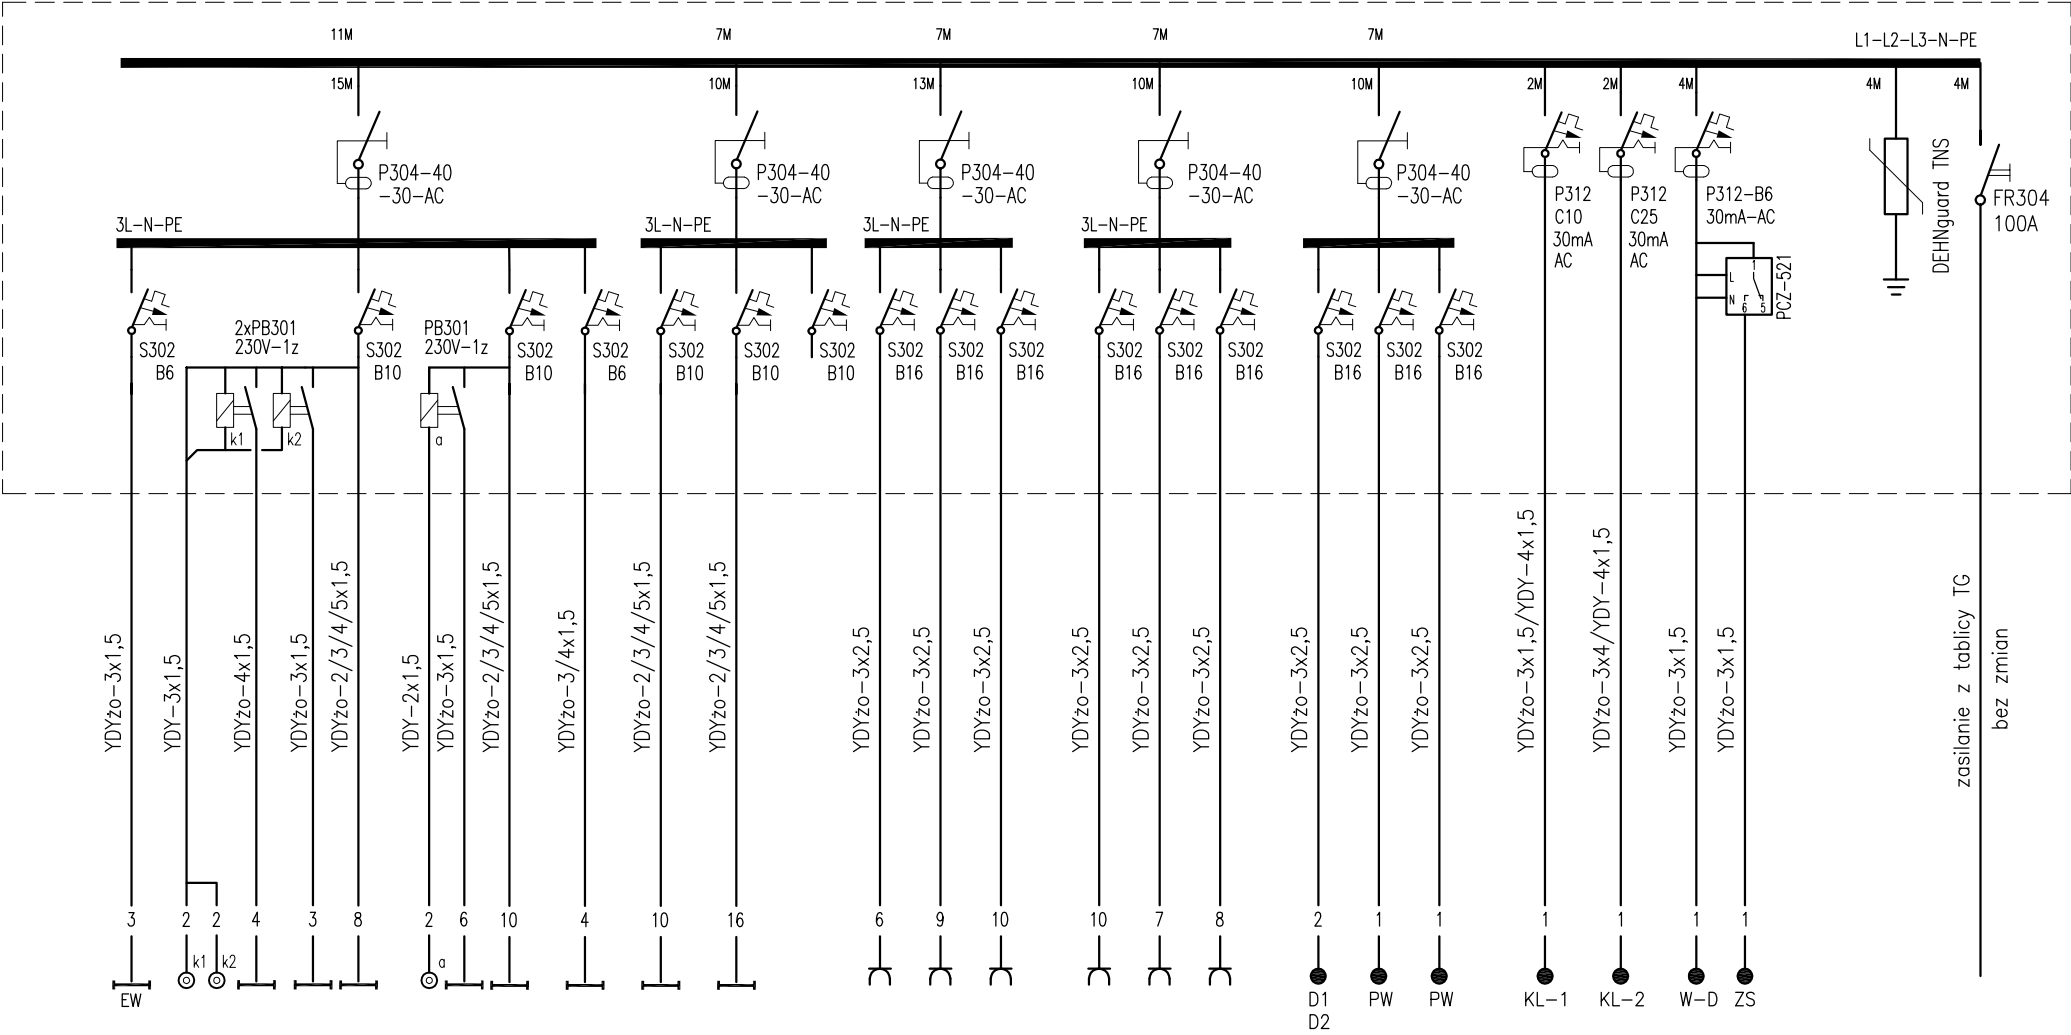 11M
7M
7M
7M
7M
L1-L2-L3-N-PE
15M
10M
13M
10M
10M
2M
2M
4M
4M
4M
P304-40
-30-AC
P304-40
-30-AC
P304-40
-30-AC
P304-40
-30-AC
P304-40
-30-AC
P312
C10
30mA
AC
P312
C25
30mA
AC
P312-B6
30mA-AC
DEHNguard TNS
FR304
100A
3L-N-PE
3L-N-PE
3L-N-PE
3L-N-PE
1
L
N
6
5
PCZ-521
S302
B6
2xPB301
230V-1z
S302
B10
PB301
230V-1z
S302
B10
S302
B6
S302
B10
S302
B10
S302
B10
S302
B16
S302
B16
S302
B16
S302
B16
S302
B16
S302
B16
S302
B16
S302
B16
S302
B16
k1
k2
a
YDYżo-3x1,5
YDY-3x1,5
YDYżo-4x1,5
YDYżo-3x1,5
YDYżo-2/3/4/5x1,5
YDY-2x1,5
YDYżo-3x1,5
YDYżo-2/3/4/5x1,5
YDYżo-3/4x1,5
YDYżo-2/3/4/5x1,5
YDYżo-2/3/4/5x1,5
YDYżo-3x2,5
YDYżo-3x2,5
YDYżo-3x2,5
YDYżo-3x2,5
YDYżo-3x2,5
YDYżo-3x2,5
YDYżo-3x2,5
YDYżo-3x2,5
YDYżo-3x2,5
YDYżo-3x1,5/YDY-4x1,5
YDYżo-3x4/YDY-4x1,5
YDYżo-3x1,5
YDYżo-3x1,5
zasilanie z tablicy TG
bez zmian
3
2
2
4
3
8
2
6
10
4
10
16
6
9
10
10
7
8
2
1
1
1
1
1
1
k1
k2
a
EW
D1
D2
PW
PW
KL-1
KL-2
W-D
ZS